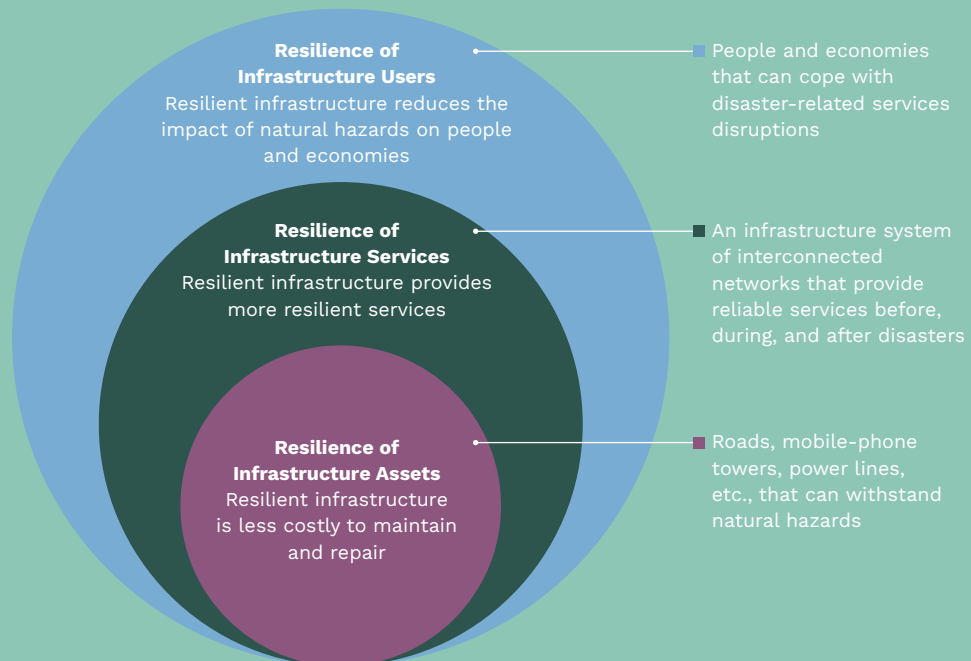 Resilience of
Infrastructure Users
Resilient infrastructure reduces the
impact of natural hazards on people
and economies
People and economies
that can cope with
disaster-related services
disruptions
Resilience of
Infrastructure Services
Resilient infrastructure provides
more resilient services
An infrastructure system
of interconnected
networks that provide
reliable services before,
during, and after disasters
Resilience of
Infrastructure Assets
Resilient infrastructure
is less costly to maintain
and repair
Roads, mobile-phone
towers, power lines,
etc., that can withstand
natural hazards